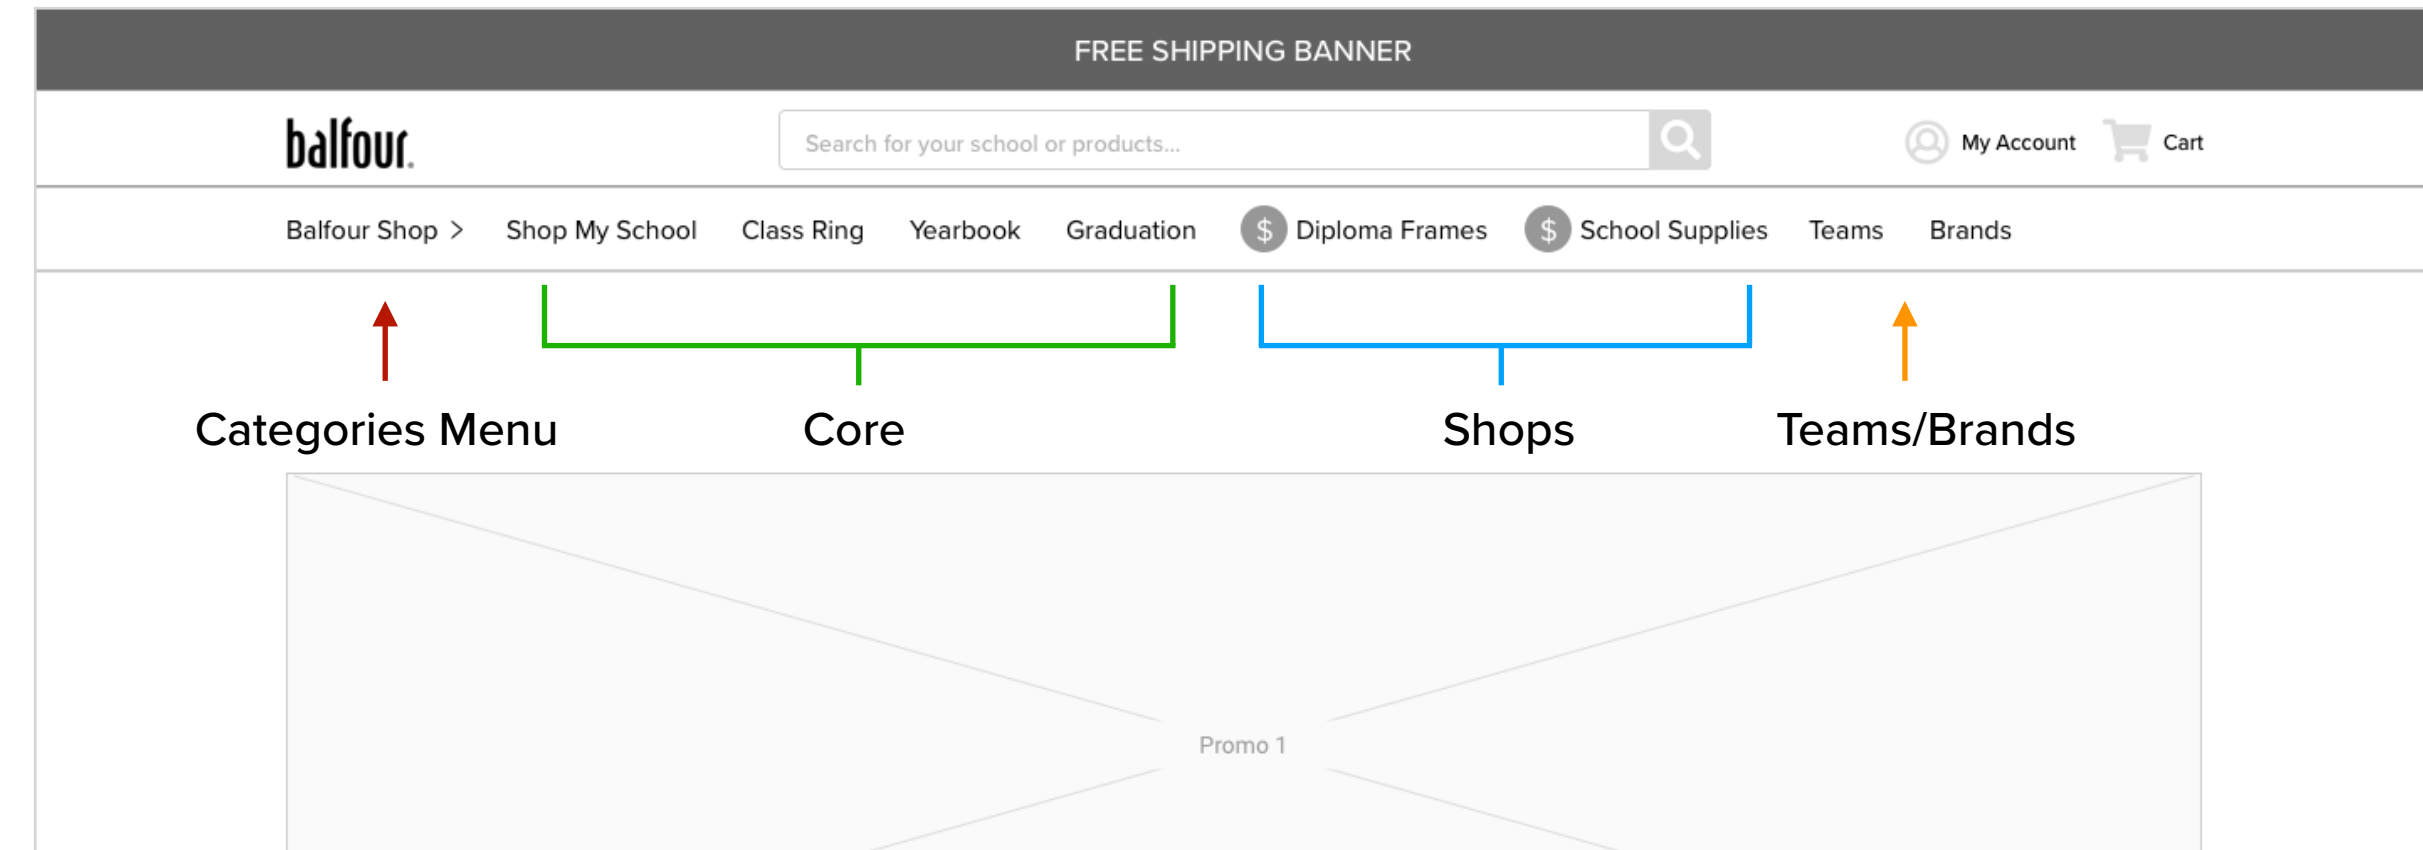 FREE SHIPPING BANNER
balfour.
Search for your school or products...
My Account
Cart
Balfour Shop >
Shop My School
Class Ring
Yearbook
Graduation
$ Diploma Frames
$ School Supplies
Teams
Brands
Categories Menu
Core
Shops
Teams/Brands
Promo 1